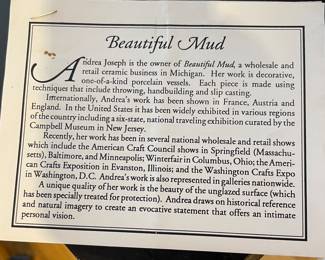 Beautiful Mud
Andrea Joseph is the owner of Beautiful Mud, a wholesale and
retail ceramic business in Michigan. Her work is decorative,
one-of-a-kind porcelain vessels. Each piece is made using
techniques that include throwing, handbuilding and slip casting.
Internationally, Andrea's work has been shown in France, Austria and
England. In the United States it has been widely exhibited in various regions
of the country including a six-state, national traveling exhibition curated by the
Campbell Museum in New Jersey.
Recently, her work has been in several national wholesale and retail shows
which include the American Craft Council shows in Springfield (Massachu-
setts), Baltimore, and Minneapolis; Winterfair in Columbus, Ohio; the Ameri-
can Crafts Exposition in Evanston, Illinois; and the Washington Crafts Expo
in Washington, D.C. Andrea's work is also represented in galleries nationwide.
A unique quality of her work is the beauty of the unglazed surface (which
has been specially treated for protection). Andrea draws on historical reference
and natural imagery to create an evocative statement that offers an intimate
personal vision.